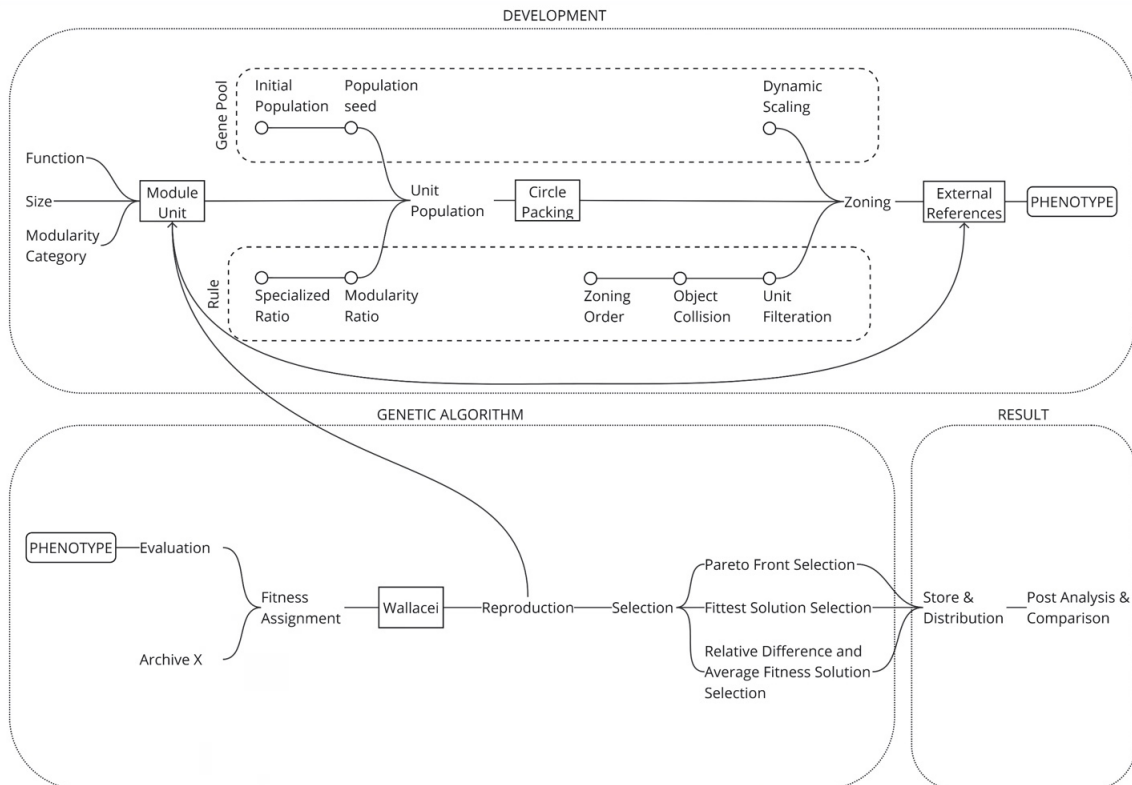 DEVELOPMENT
Gene Pool
Initial
Population
Population
seed
Dynamic
Scaling
Function
Size
Modularity
Category
Module
Unit
Unit
Population
Circle
Packing
Zoning
External
References
PHENOTYPE
Rule
Specialized
Ratio
Modularity
Ratio
Zoning
Order
Object
Collision
Unit
Filteration
GENETIC ALGORITHM
PHENOTYPE
Evaluation
Archive X
Fitness
Assignment
Wallacei
Reproduction
Selection
Pareto Front Selection
Fittest Solution Selection
Relative Difference and
Average Fitness Solution
Selection
RESULT
Store &
Distribution
Post Analysis &
Comparison